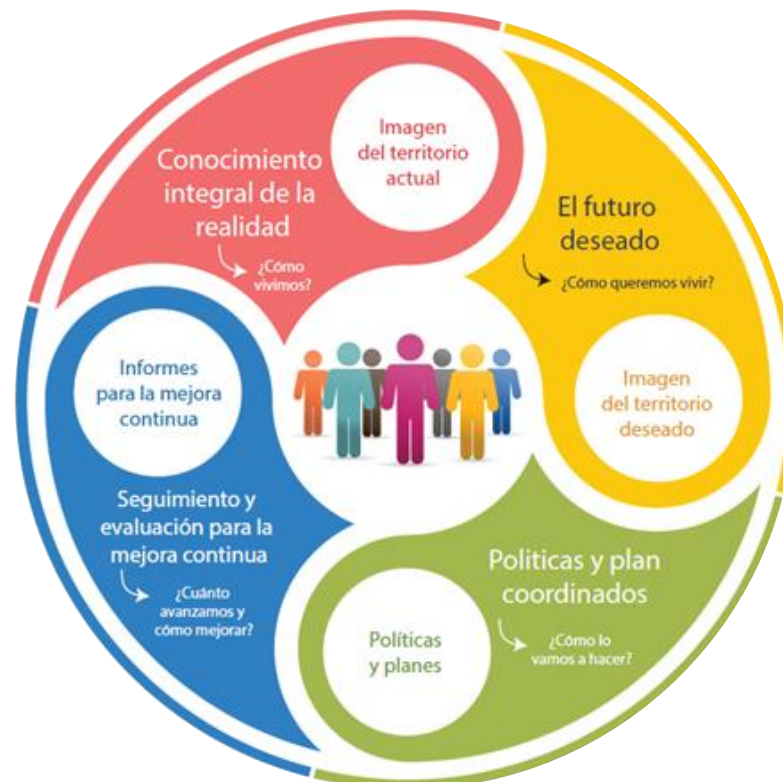 Conocimiento
integral de la
realidad
¿Cómo
vivimos?
Imagen
del territorio
actual
El futuro
deseado
¿Cómo queremos vivir?
Imagen
del territorio
deseado
Politicas y plan
coordinados
¿Cómo lo
vamos a hacer?
Políticas
y planes
Seguimiento y
evaluación para la
mejora continua
¿Cuánto
avanzamos y
cómo mejorar?
Informes
para la mejora
continua